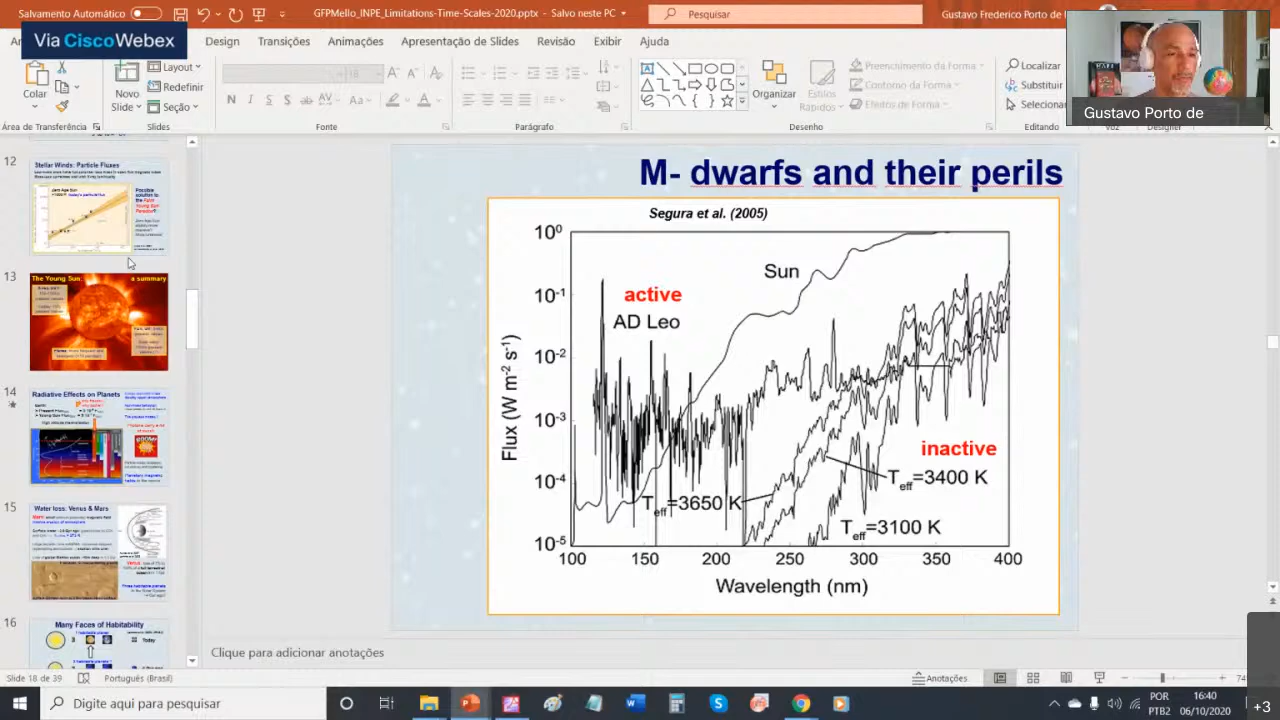 Salvamento Automático
GFPMello_INPE_Limitations-Time-Scales-2020.pptx - Salvo neste PC
Pesquisar
Gustavo Porto de
Via CiscoWebex
Design
Transições
Animações
Apresentação de Slides
Revisão
Exibir
Ajuda
Colar
Novo
Slide
Layout
Redefinir
Seção
N
I
S
Organizar
Estilos
Rápidos
Preenchimento da Forma
Contorno da Forma
Efeitos de Forma
Localizar
Substituir
Selecionar
Gustavo Porto de
Área de Transferência
Slides
Fonte
Parágrafo
Desenho
Editando
Voz
Designer
12
Stellar Winds: Particle Fluxes
13
The Young Sun: a summary
14
Radiative Effects on Planets
15
Water loss: Venus & Mars
16
Many Faces of Habitability
Today
M- dwarfs and their perils
Segura et al. (2005)
10⁰
10⁻¹
10⁻²
10⁻³
10⁻⁴
10⁻⁵
Flux (W m⁻² s⁻¹)
Sun
active
AD Leo
inactive
Teff=3400 K
Teff=3650 K
Teff=3100 K
100 150 200 250 300 350 400
Wavelength (nm)
Clique para adicionar anotações
Slide 18 de 39
Português (Brasil)
Anotações
74
Digite aqui para pesquisar
POR
PTB2
16:40
06/10/2020
+3